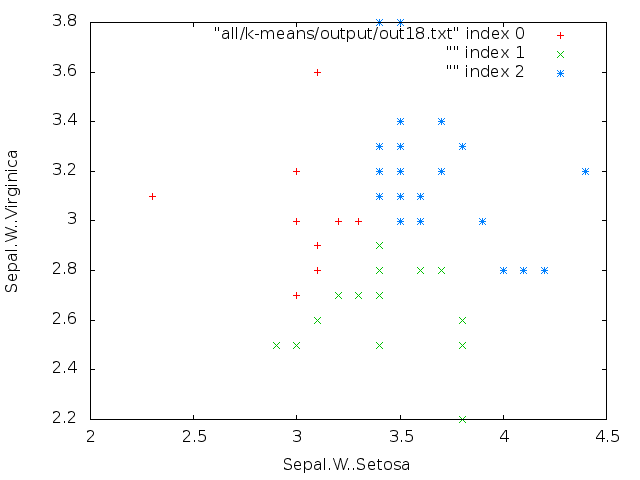 "all/k-means/output/out18.txt" index 0
"" index 1
"" index 2
3.8
3.6
3.4
3.2
3
2.8
2.6
2.4
2.2
2 2.5 3 3.5 4 4.5
Sepal.W..Virginica
Sepal.W..Setosa